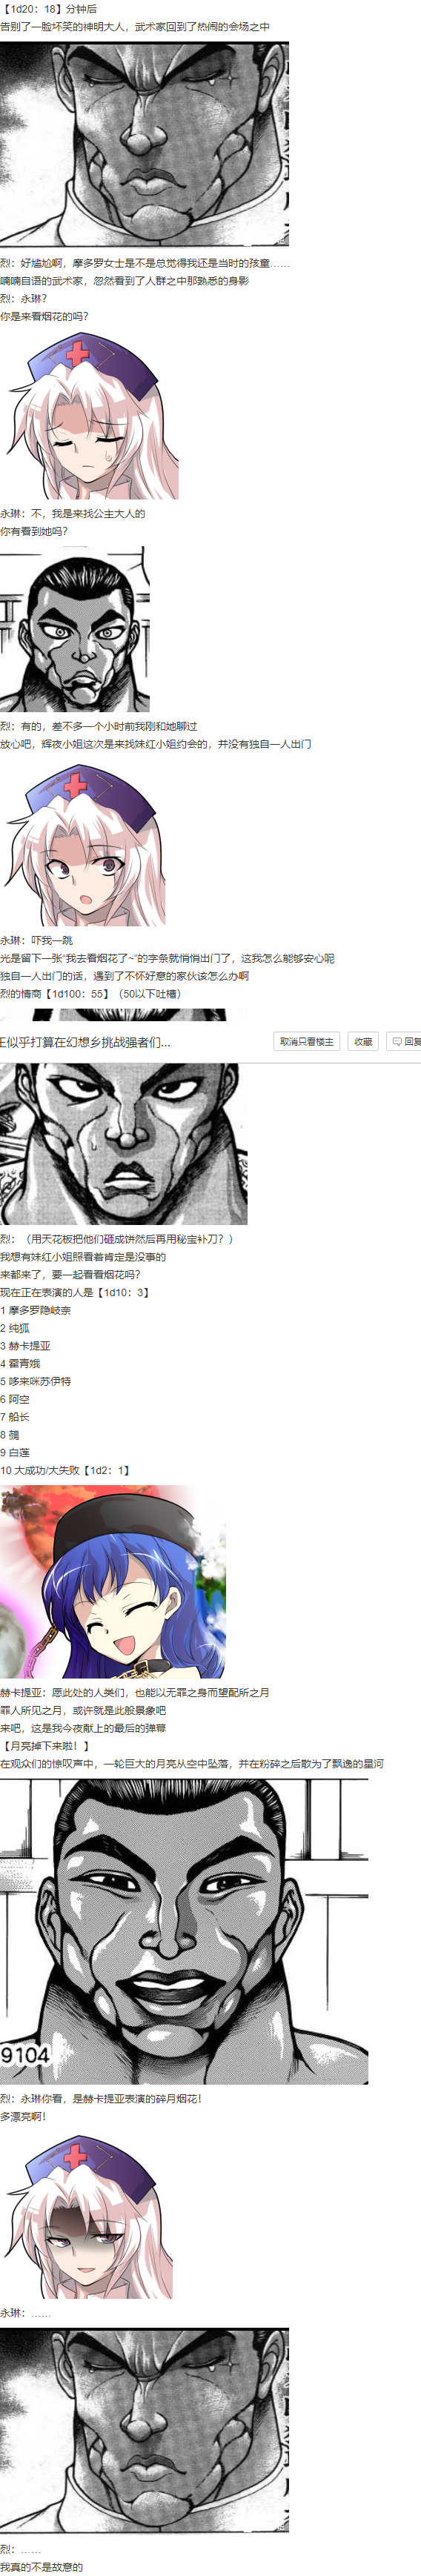 【1d20：18】分钟后
告别了一脸坏笑的神明大人，武术家回到了热闹的会场之中
烈：好尴尬啊，摩多罗女士是不是总觉得我还是当时的孩童……
喃喃自语的武术家，忽然看到了人群之中那熟悉的身影
烈：永琳？
你是来看烟花的吗？
永琳：不，我是来找公主大人的
你有看到她吗？
烈：有的，差不多一个小时前我刚和她聊过
放心吧，辉夜小姐这次是来找妹红小姐约会的，并没有独自一人出门
永琳：吓我一跳
光是留下一张“我去看烟花了~”的字条就悄悄出门了，这我怎么能够安心呢
独自一人出门的话，遇到了不怀好意的家伙该怎么办啊
烈的情商【1d100：55】（50以下吐槽）
王似乎打算在幻想乡挑战强者们...
取消只看楼主
收藏
回复
烈：（用天花板把他们砸成饼然后再用秘宝补刀？）
我想有妹红小姐照看着肯定是没事的
来都来了，要一起看看烟花吗？
现在正在表演的人是【1d10：3】
1 摩多罗隐岐奈
2 纯狐
3 赫卡提亚
4 霍青娥
5 哆来咪苏伊特
6 阿空
7 船长
8 鵺
9 白莲
10 大成功/大失败【1d2：1】
赫卡提亚：愿此处的人类们，也能以无罪之身而望配所之月
罪人所见之月，或许就是此般景象吧
来吧，这是我今夜献上的最后的弹幕
【月亮掉下来啦！】
在观众们的惊叹声中，一轮巨大的月亮从空中坠落，并在粉碎之后散为了飘逸的星河
9104
烈：永琳你看，是赫卡提亚表演的碎月烟花！
多漂亮啊！
永琳：……
烈：……
我真的不是故意的